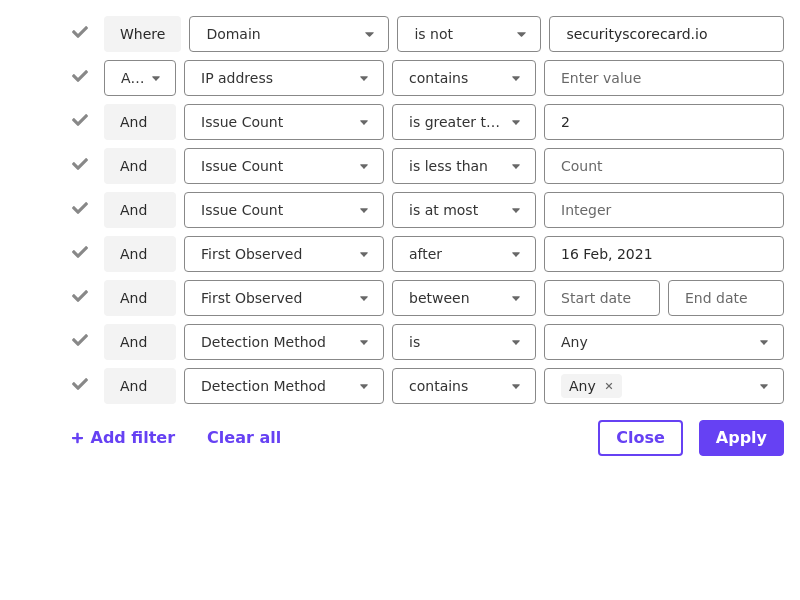 Where Domain is not securityscorecard.io
A... IP address contains Enter value
And Issue Count is greater t... 2
And Issue Count is less than Count
And Issue Count is at most Integer
And First Observed after 16 Feb, 2021
And First Observed between Start date End date
And Detection Method is Any
And Detection Method contains Any ×
+ Add filter Clear all Close Apply